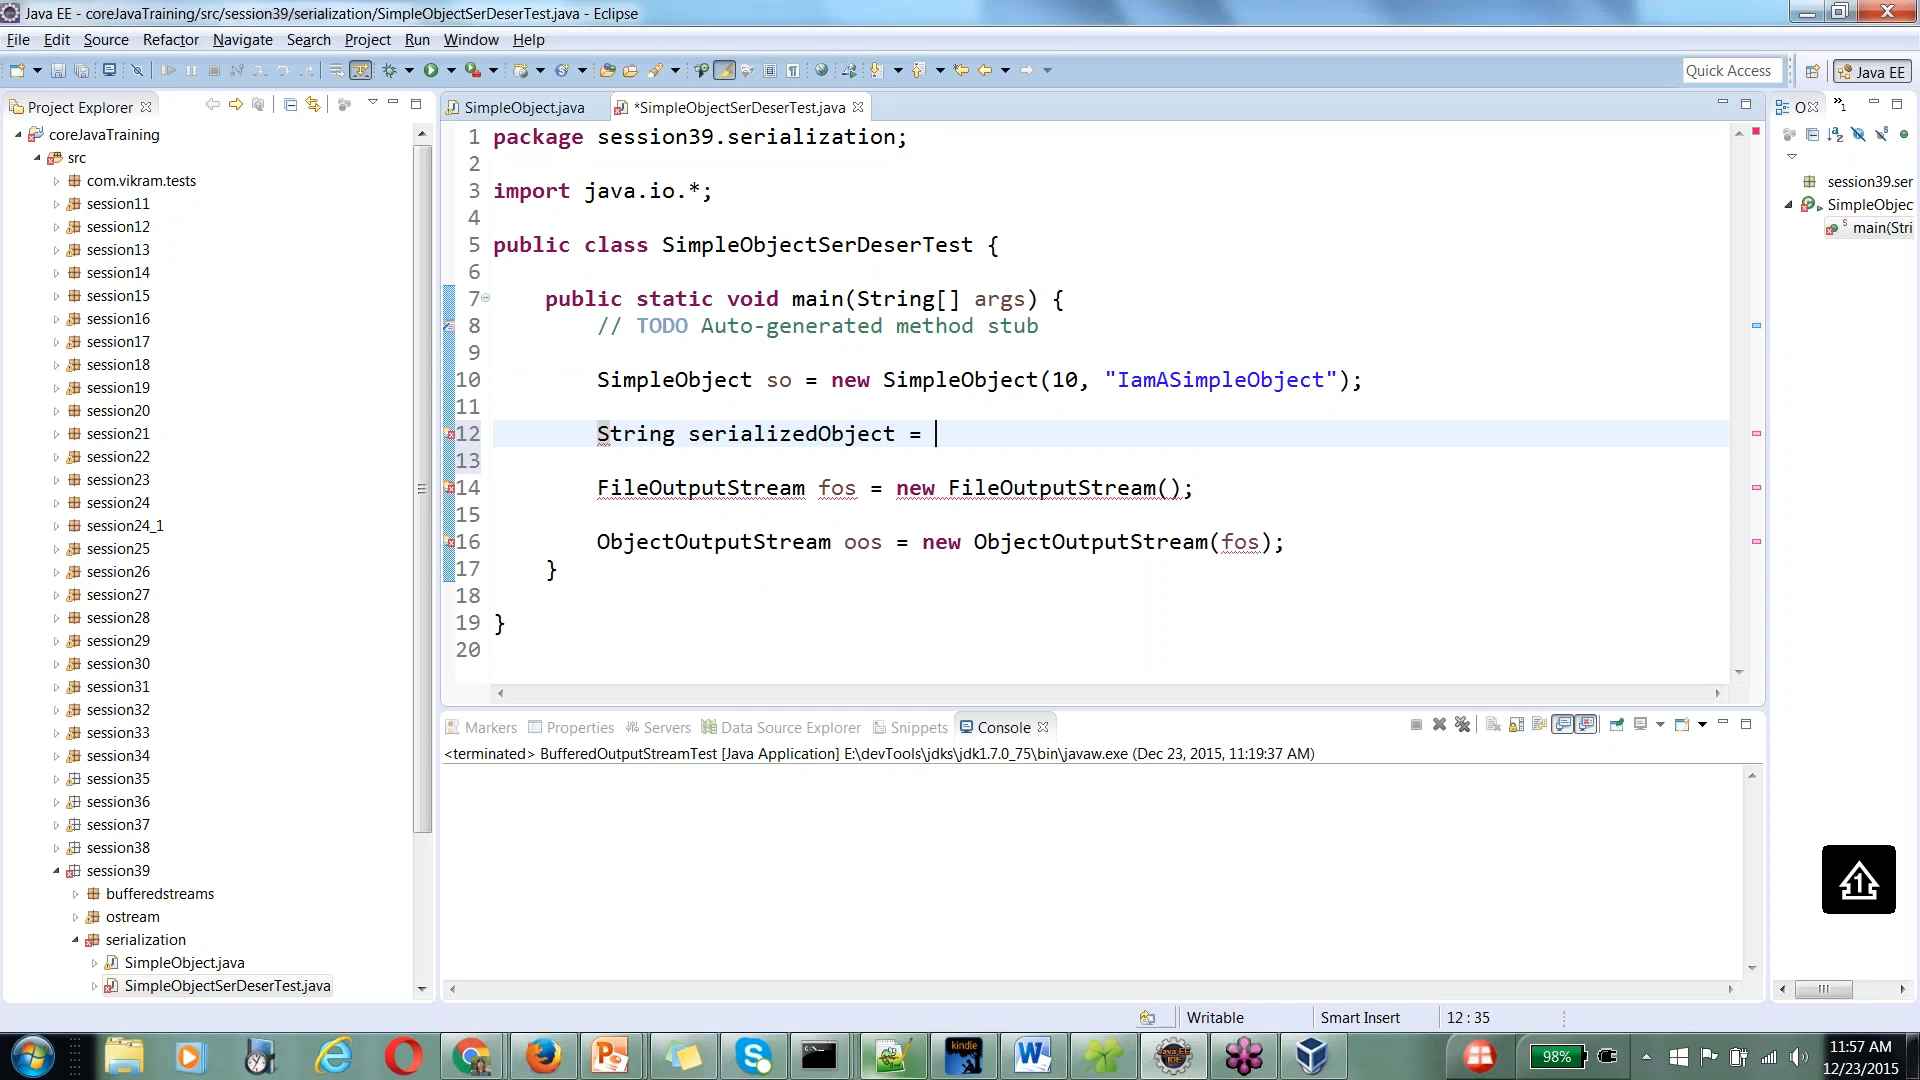 Java EE - coreJavaTraining/src/session39/serialization/SimpleObjectSerDeserTest.java - Eclipse
File Edit Source Refactor Navigate Search Project Run Window Help
Quick Access
Java EE
Project Explorer
SimpleObject.java
*SimpleObjectSerDeserTest.java
coreJavaTraining
src
com.vikram.tests
session11
session12
session13
session14
session15
session16
session17
session18
session19
session20
session21
session22
session23
session24
session24_1
session25
session26
session27
session28
session29
session30
session31
session32
session33
session34
session35
session36
session37
session38
session39
bufferedstreams
ostream
serialization
SimpleObject.java
SimpleObjectSerDeserTest.java
1 package session39.serialization;
2
3 import java.io.*;
4
5 public class SimpleObjectSerDeserTest {
6
7 public static void main(String[] args) {
8 // TODO Auto-generated method stub
9
10 SimpleObject so = new SimpleObject(10, "IamASimpleObject");
11
12 String serializedObject =
13
14 FileOutputStream fos = new FileOutputStream();
15
16 ObjectOutputStream oos = new ObjectOutputStream(fos);
17 }
18
19 }
20
O
»1
session39.ser
SimpleObjec
main(Stri
Markers Properties Servers Data Source Explorer Snippets Console
<terminated> BufferedOutputStreamTest [Java Application] E:\devTools\jdks\jdk1.7.0_75\bin\javaw.exe (Dec 23, 2015, 11:19:37 AM)
1
Writable
Smart Insert
12 : 35
kindle
Java EE
IDE
98%
11:57 AM
12/23/2015